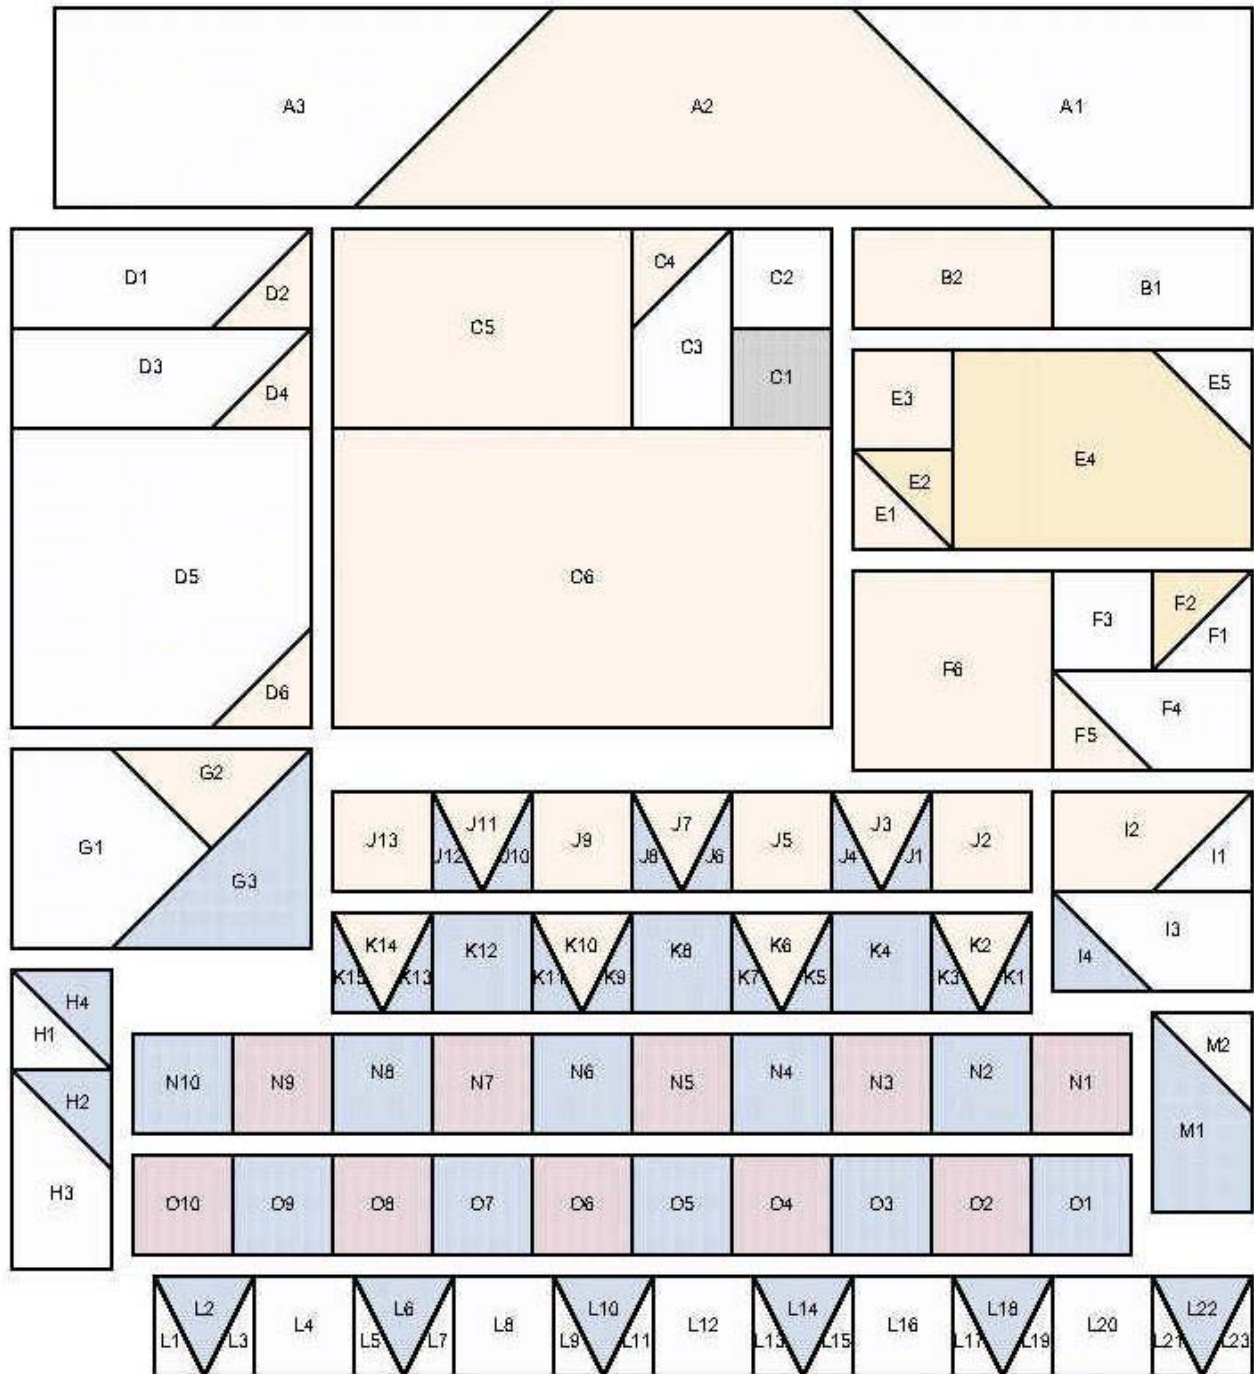 A3 A2 A1
D1 D2 C5 C4 C2 B2 B1
D3 D4 C3 C1 E3 E5
E4
E2
E1
D5 C6 F3 F2 F1
D6 F6 F5 F4
G2
G1 G3
J13 J12 J11 J10 J9 J8 J7 J6 J5 J4 J3 J1 J2 I2 I1
K15 K14 K13 K12 K11 K10 K9 K8 K7 K6 K5 K4 K3 K2 K1 I4 I3
H4
H1
H2
H3
N10 N9 N8 N7 N6 N5 N4 N3 N2 N1 M2
M1
O10 O9 O8 O7 O6 O5 O4 O3 O2 O1
L1 L2 L3 L4 L5 L6 L7 L8 L9 L10 L11 L12 L13 L14 L15 L16 L17 L18 L19 L20 L21 L22 L23